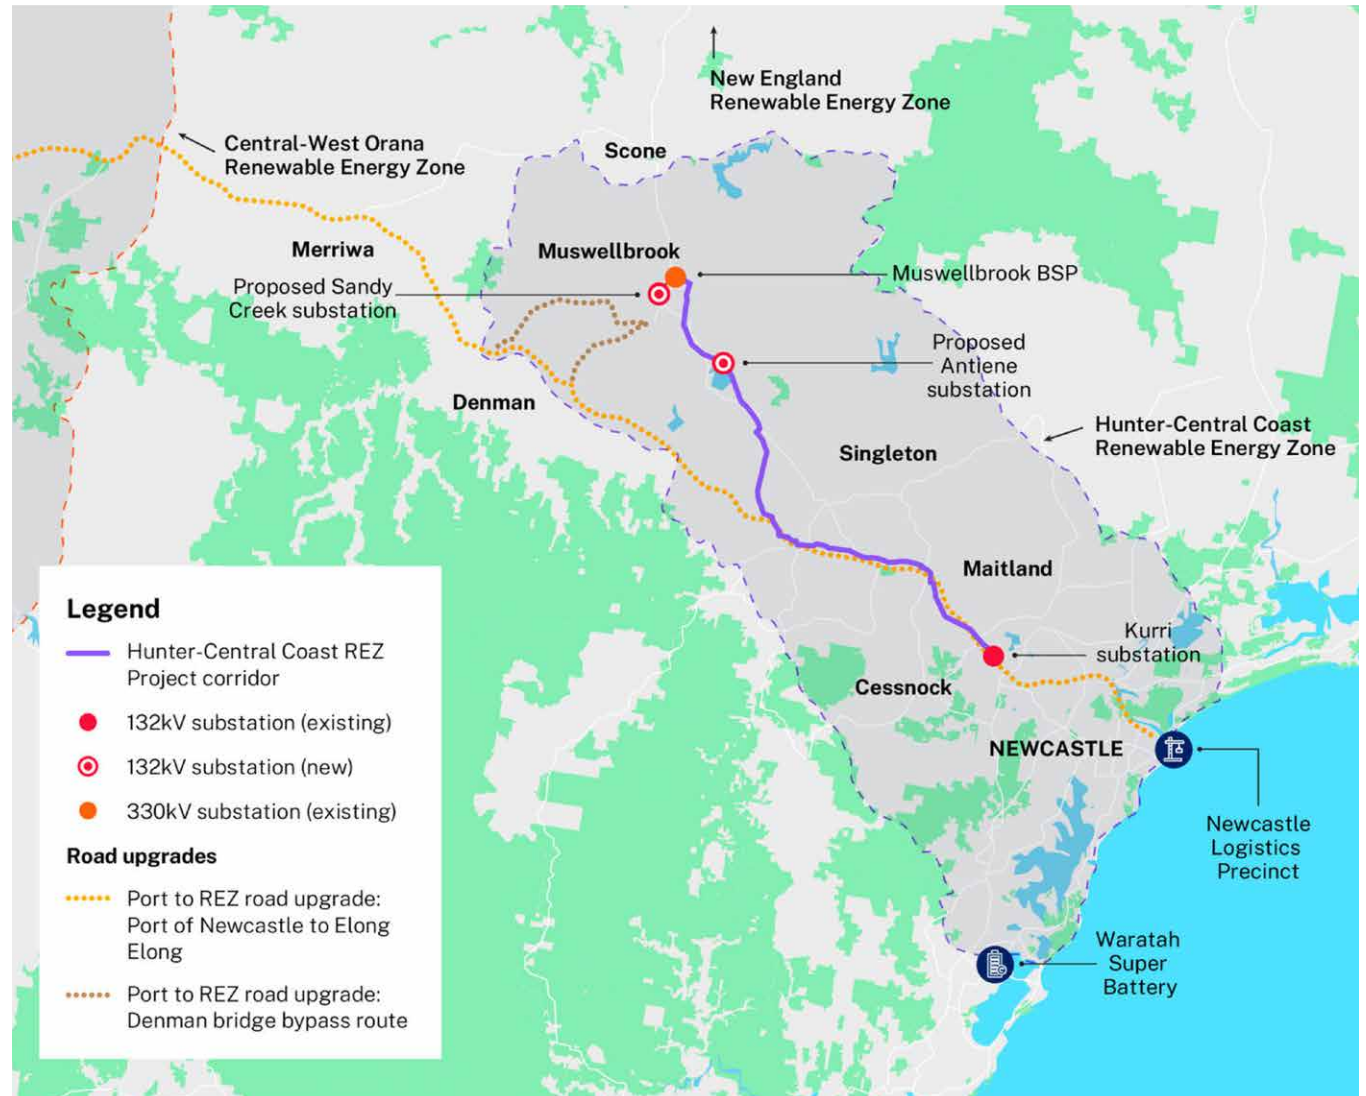 New England
Renewable Energy Zone
Central-West Orana
Renewable Energy Zone
Scone
Merriwa
Muswellbrook
Muswellbrook BSP
Proposed Sandy
Creek substation
Proposed
Antiene
substation
Denman
Hunter-Central Coast
Renewable Energy Zone
Singleton
Maitland
Kurri
substation
Cessnock
NEWCASTLE
Newcastle
Logistics
Precinct
Waratah
Super
Battery
Legend
Hunter-Central Coast REZ
Project corridor
132kV substation (existing)
132kV substation (new)
330kV substation (existing)
Road upgrades
Port to REZ road upgrade:
Port of Newcastle to Elong
Elong
Port to REZ road upgrade:
Denman bridge bypass route